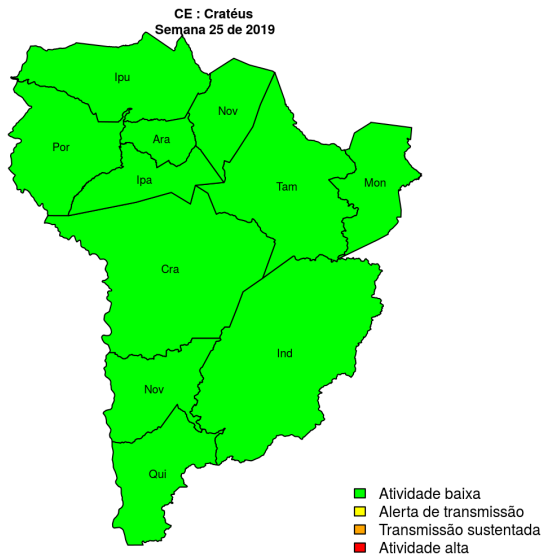 CE : Cratéus
Semana 25 de 2019
Ipu
Nov
Ara
Por
Ipa
Tam
Mon
Cra
Ind
Nov
Qui
Atividade baixa
Alerta de transmissão
Transmissão sustentada
Atividade alta